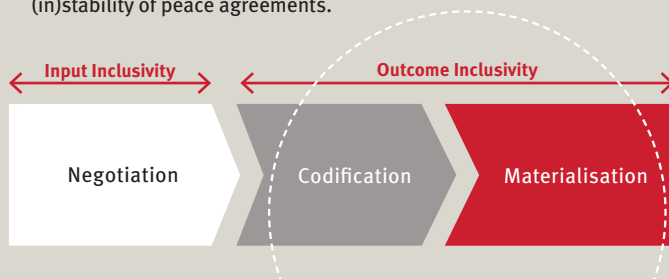 (in)stability of peace agreements.
Input Inclusivity
Outcome Inclusivity
Negotiation
Codification
Materialisation